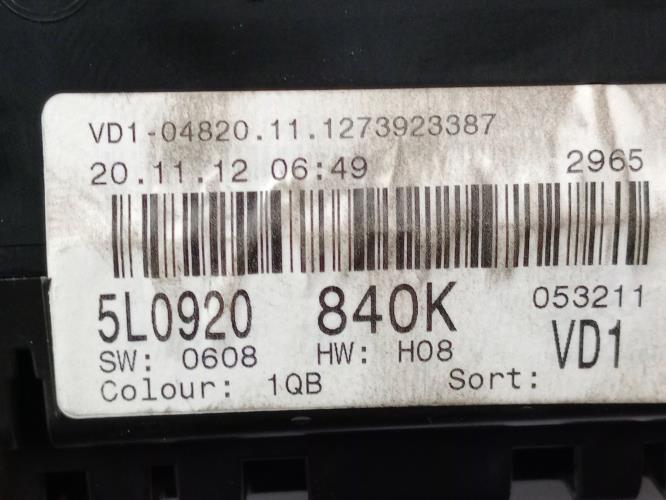 VD1-04820.11.1273923387
20.11.12 06:49 2965
5L0920 840K 053211
SW: 0608 HW: H08 VD1
Colour: 1QB Sort: